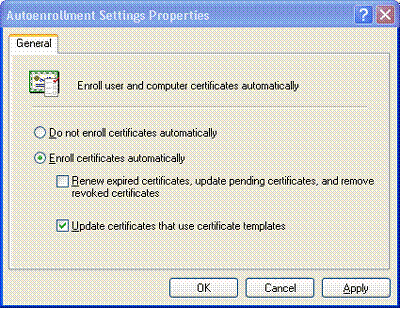 Autoenrollment Settings Properties
General
Enroll user and computer certificates automatically
Do not enroll certificates automatically
Enroll certificates automatically
Renew expired certificates, update pending certificates, and remove
revoked certificates
Update certificates that use certificate templates
OK Cancel Apply